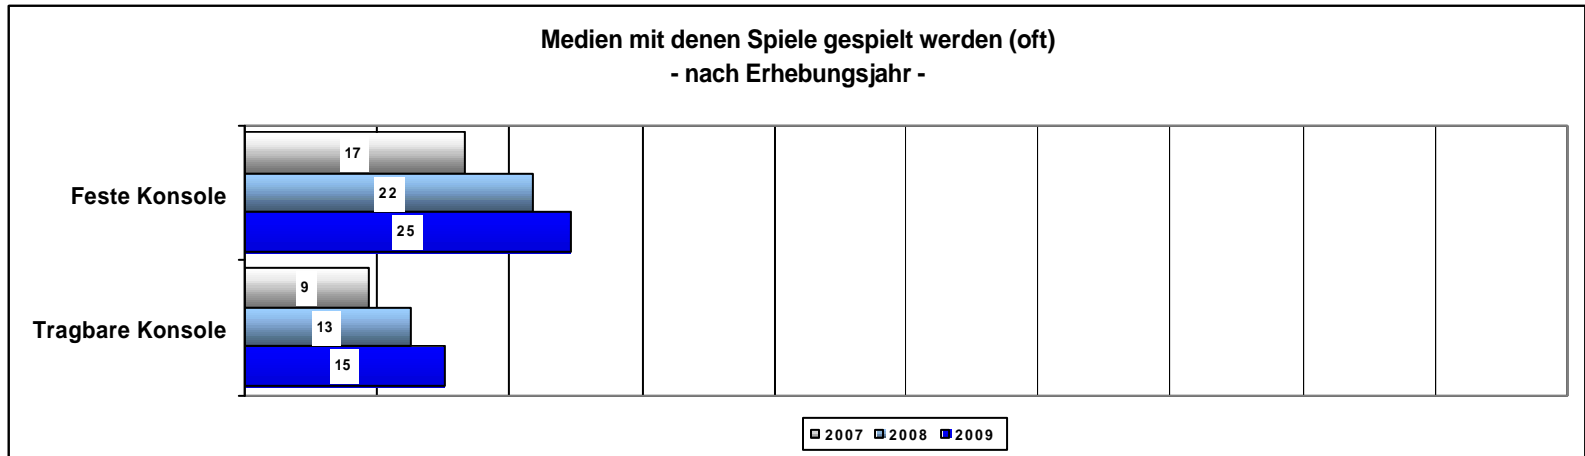 Medien mit denen Spiele gespielt werden (oft)
- nach Erhebungsjahr -
Feste Konsole
17
22
25
Tragbare Konsole
9
13
15
2007 2008 2009